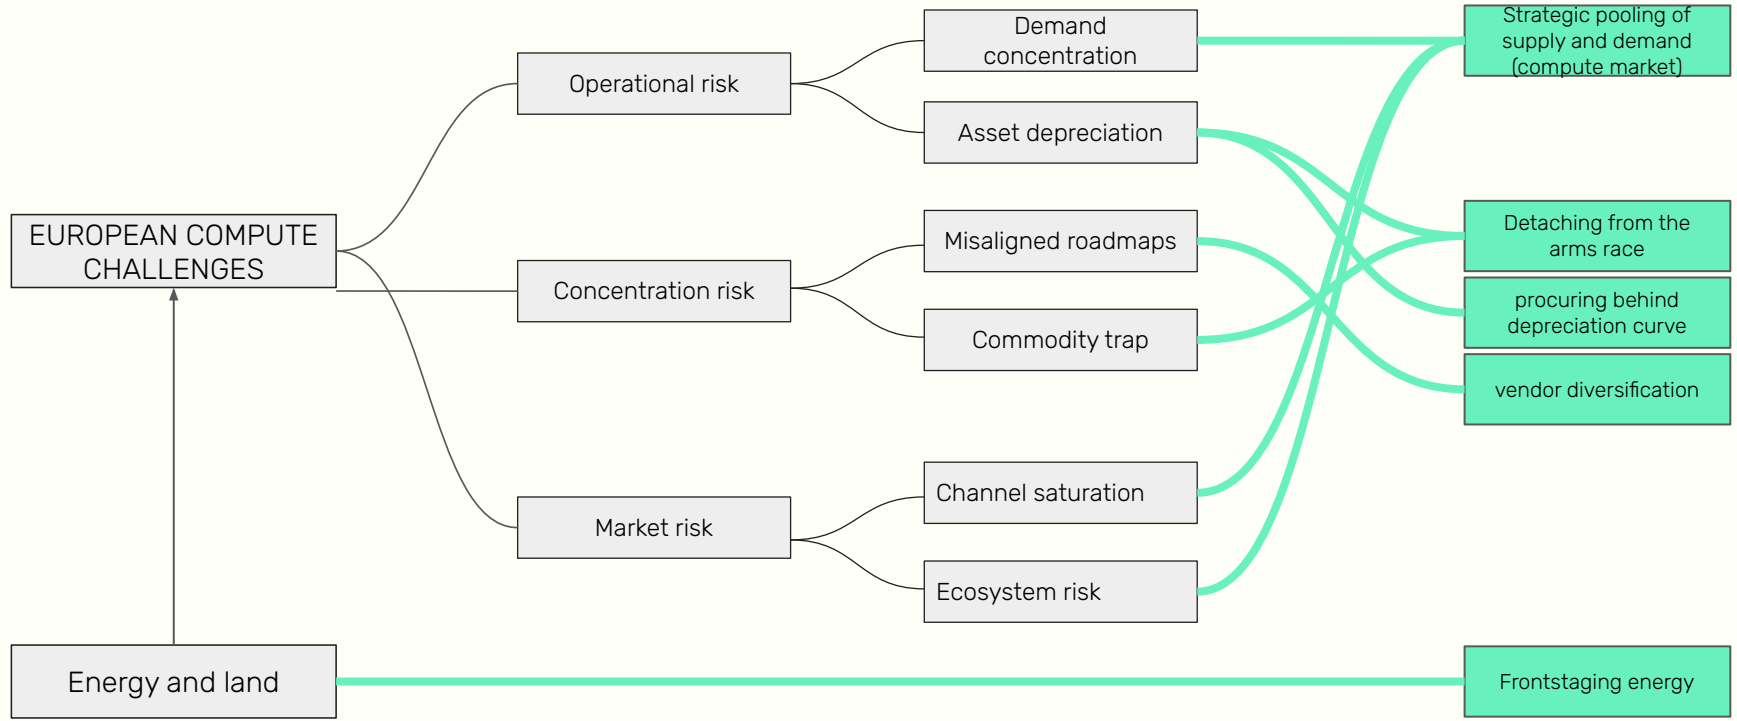 EUROPEAN COMPUTE
CHALLENGES
Energy and land
Operational risk
Concentration risk
Market risk
Demand
concentration
Asset depreciation
Misaligned roadmaps
Commodity trap
Channel saturation
Ecosystem risk
Strategic pooling of
supply and demand
(compute market)
Detaching from the
arms race
procuring behind
depreciation curve
vendor diversification
Frontstaging energy